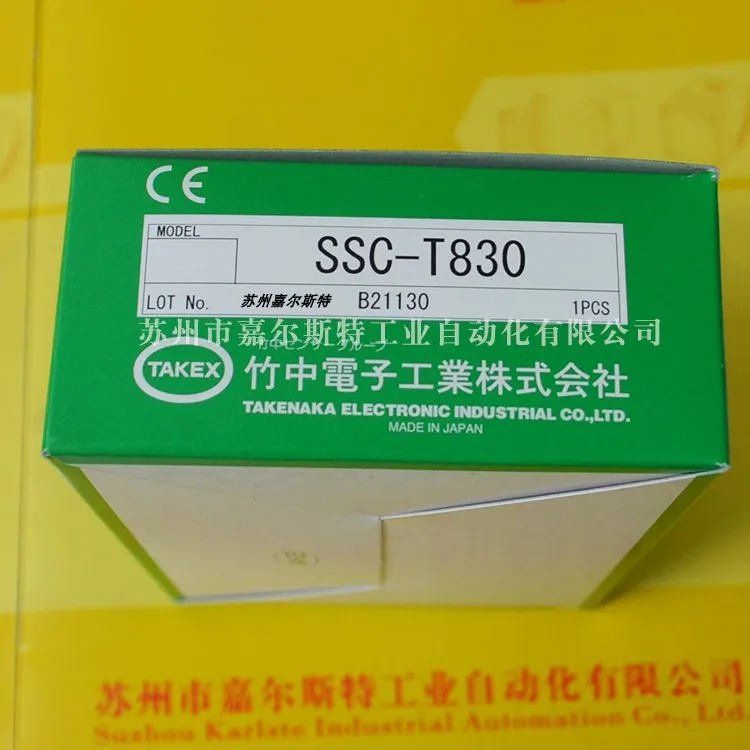 CE
MODEL
SSC-T830
LOT No. 苏州嘉尔斯特 B21130 1PCS
苏州市嘉尔斯特工业自动化有限公司
TAKEX
竹中電子工業株式会社
TAKENAKA ELECTRONIC INDUSTRIAL CO.,LTD.
MADE IN JAPAN
苏州市嘉尔斯特工业自动化有限公司
Suzhou Karlste Industrial Automation Co., Ltd.